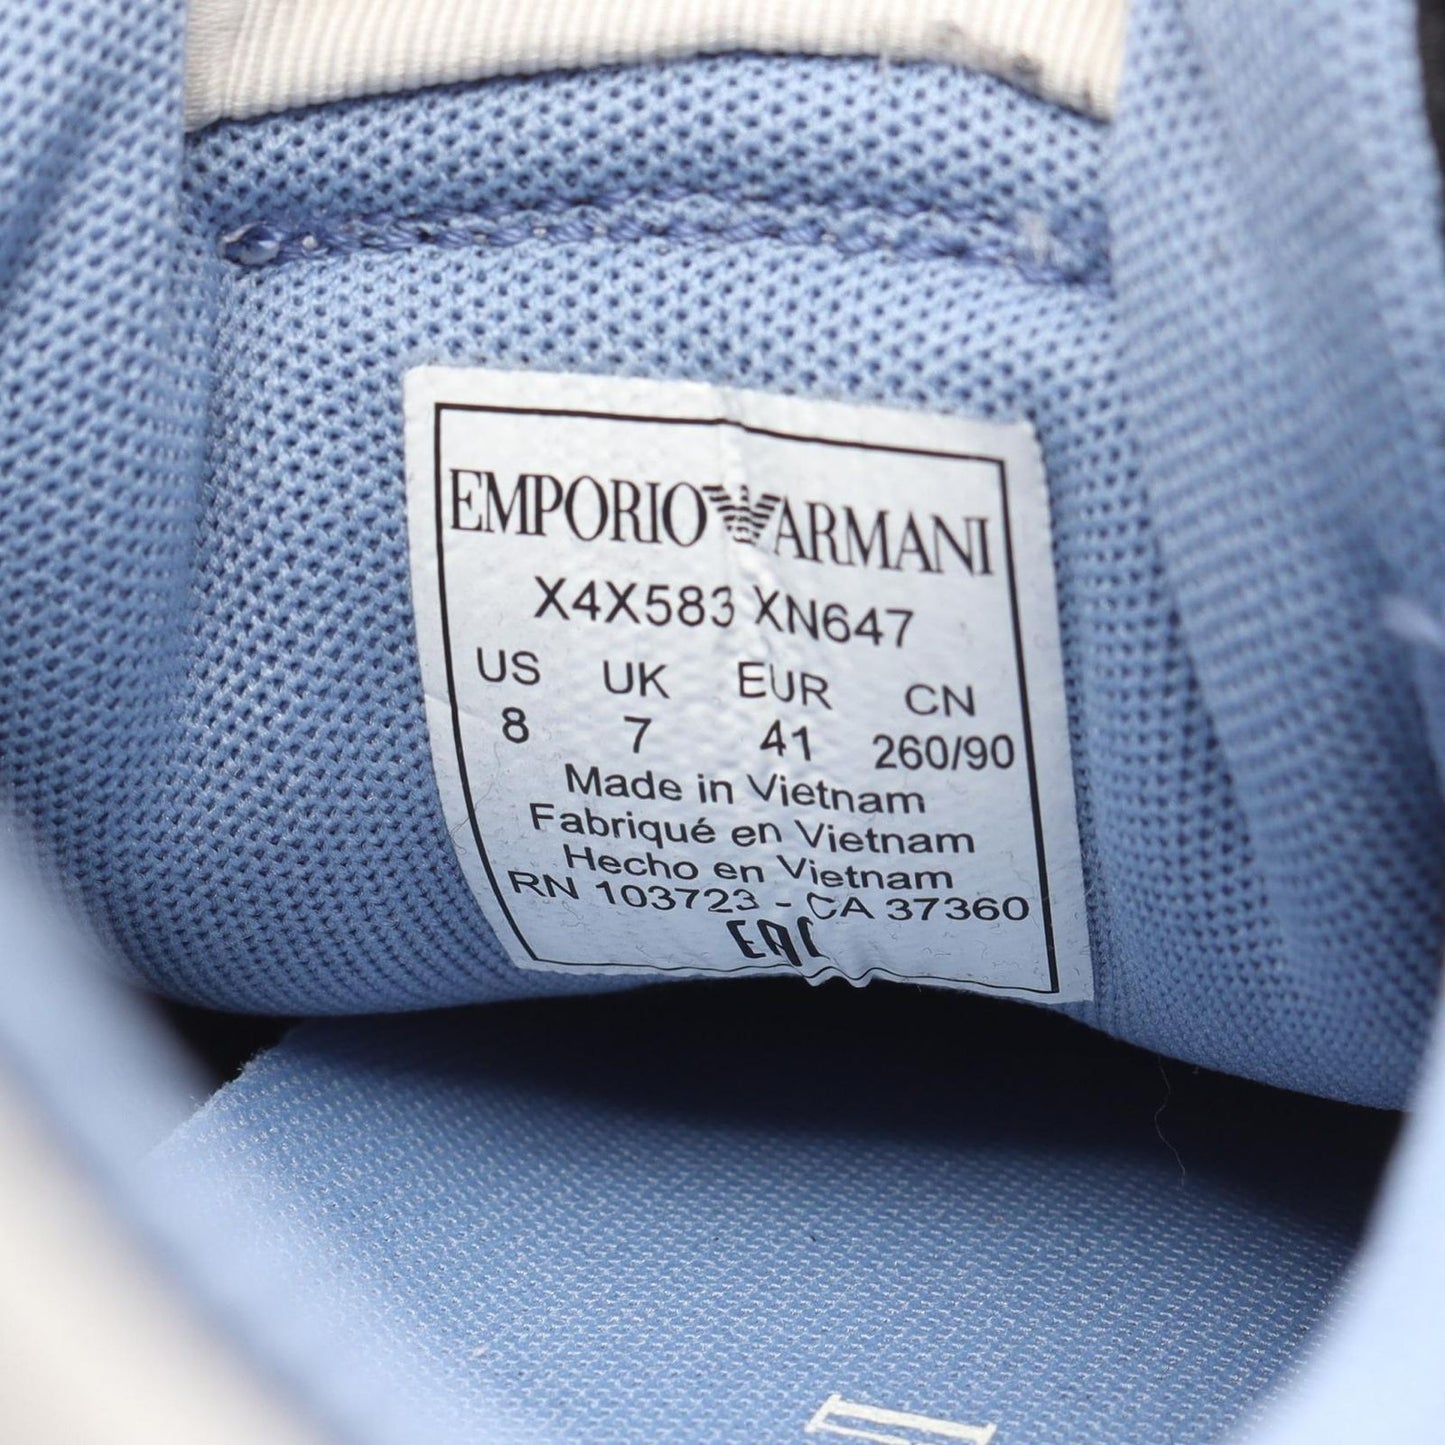 EMPORIO ARMANI
X4X583 XN647
US UK EUR CN
8 7 41 260/90
Made in Vietnam
Fabriqué en Vietnam
Hecho en Vietnam
RN 103723 - CA 37360
EAC